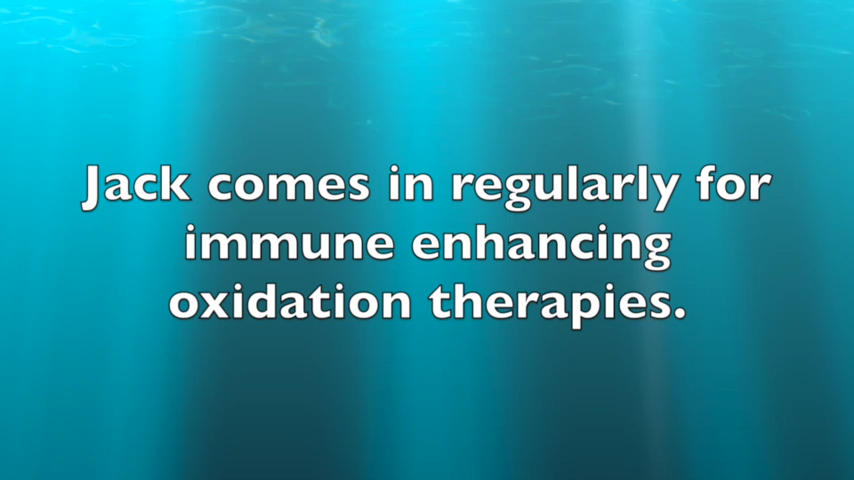 Jack comes in regularly for
immune enhancing
oxidation therapies.